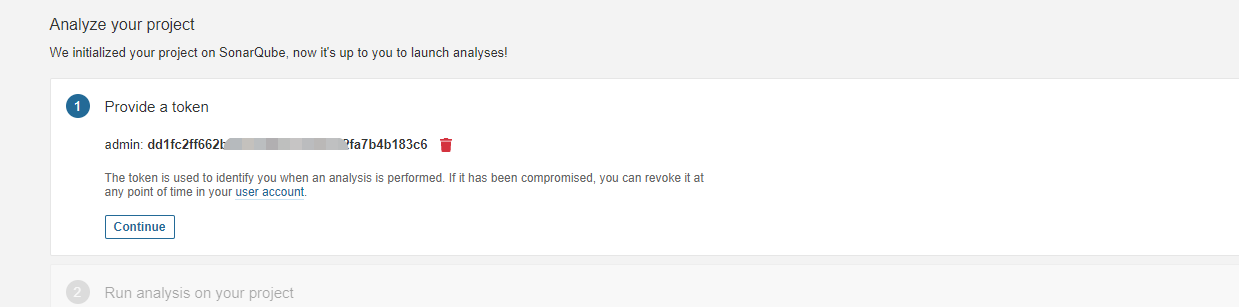 Analyze your project
We initialized your project on SonarQube, now it's up to you to launch analyses!
1 Provide a token
admin:
The token is used to identify you when an analysis is performed. If it has been compromised, you can revoke it at
any point of time in your user account.
Continue
2 Run analysis on your project